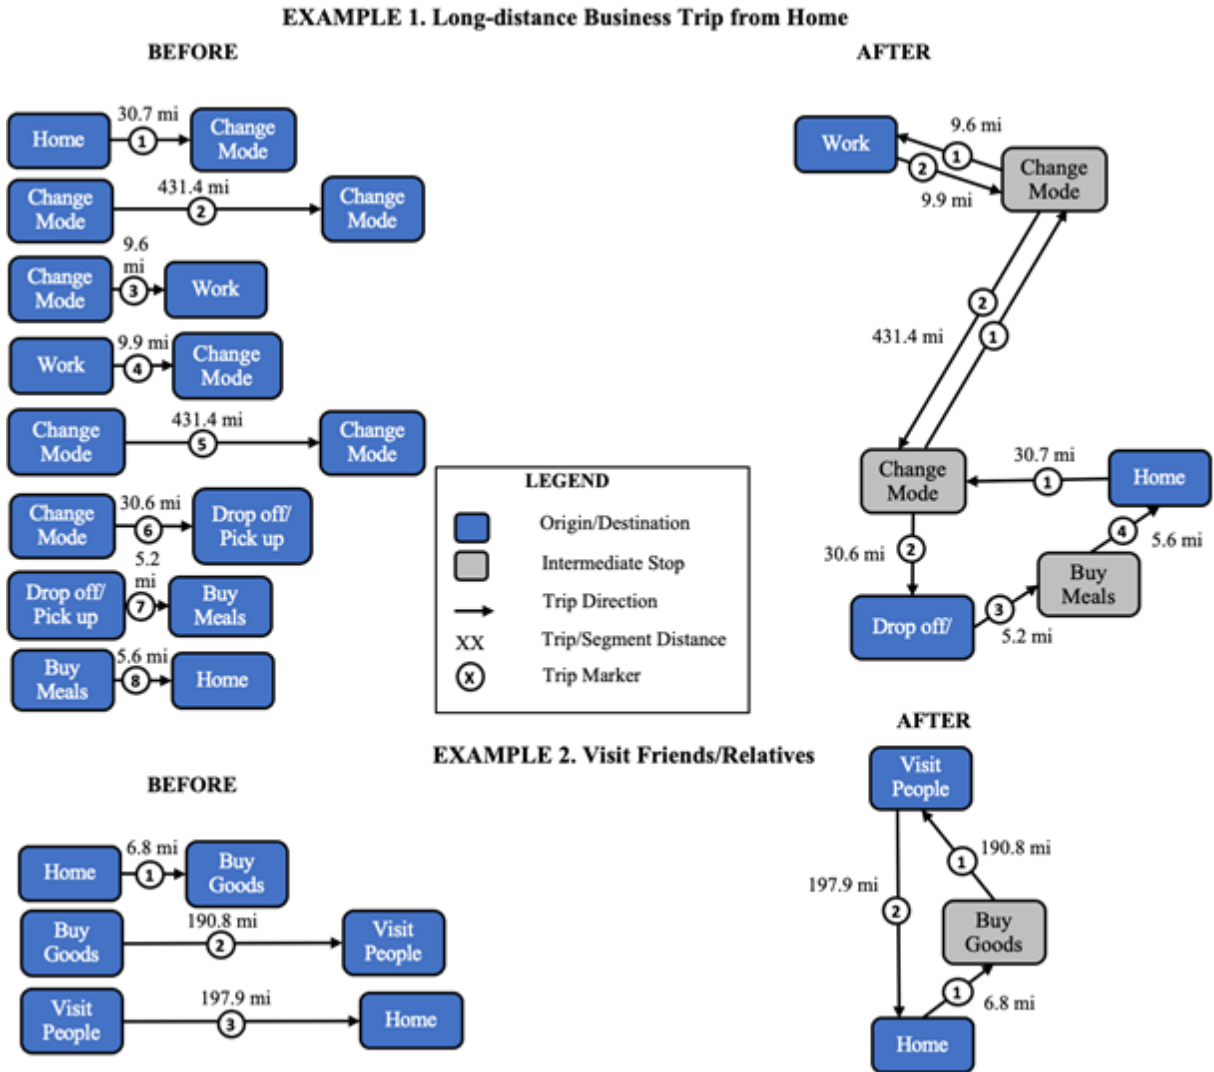 EXAMPLE 1. Long-distance Business Trip from Home
BEFORE
30.7 mi
Home
1
Change
Mode
431.4 mi
Change
Mode
2
Change
Mode
9.6
mi
Change
Mode
3
Work
9.9 mi
Work
4
Change
Mode
431.4 mi
Change
Mode
5
Change
Mode
30.6 mi
Change
Mode
6
Drop off/
Pick up
5.2
mi
Drop off/
Pick up
7
Buy
Meals
5.6 mi
Buy
Meals
8
Home
LEGEND
Origin/Destination
Intermediate Stop
Trip Direction
XX
Trip/Segment Distance
X
Trip Marker
AFTER
9.6 mi
Work
1
2
Change
Mode
9.9 mi
2
1
431.4 mi
Change
Mode
30.7 mi
1
Home
4
5.6 mi
30.6 mi
2
Buy
Meals
3
Drop off/
5.2 mi
EXAMPLE 2. Visit Friends/Relatives
BEFORE
6.8 mi
Home
1
Buy
Goods
190.8 mi
Buy
Goods
2
Visit
People
197.9 mi
Visit
People
3
Home
AFTER
Visit
People
190.8 mi
1
197.9 mi
2
Buy
Goods
1
6.8 mi
Home